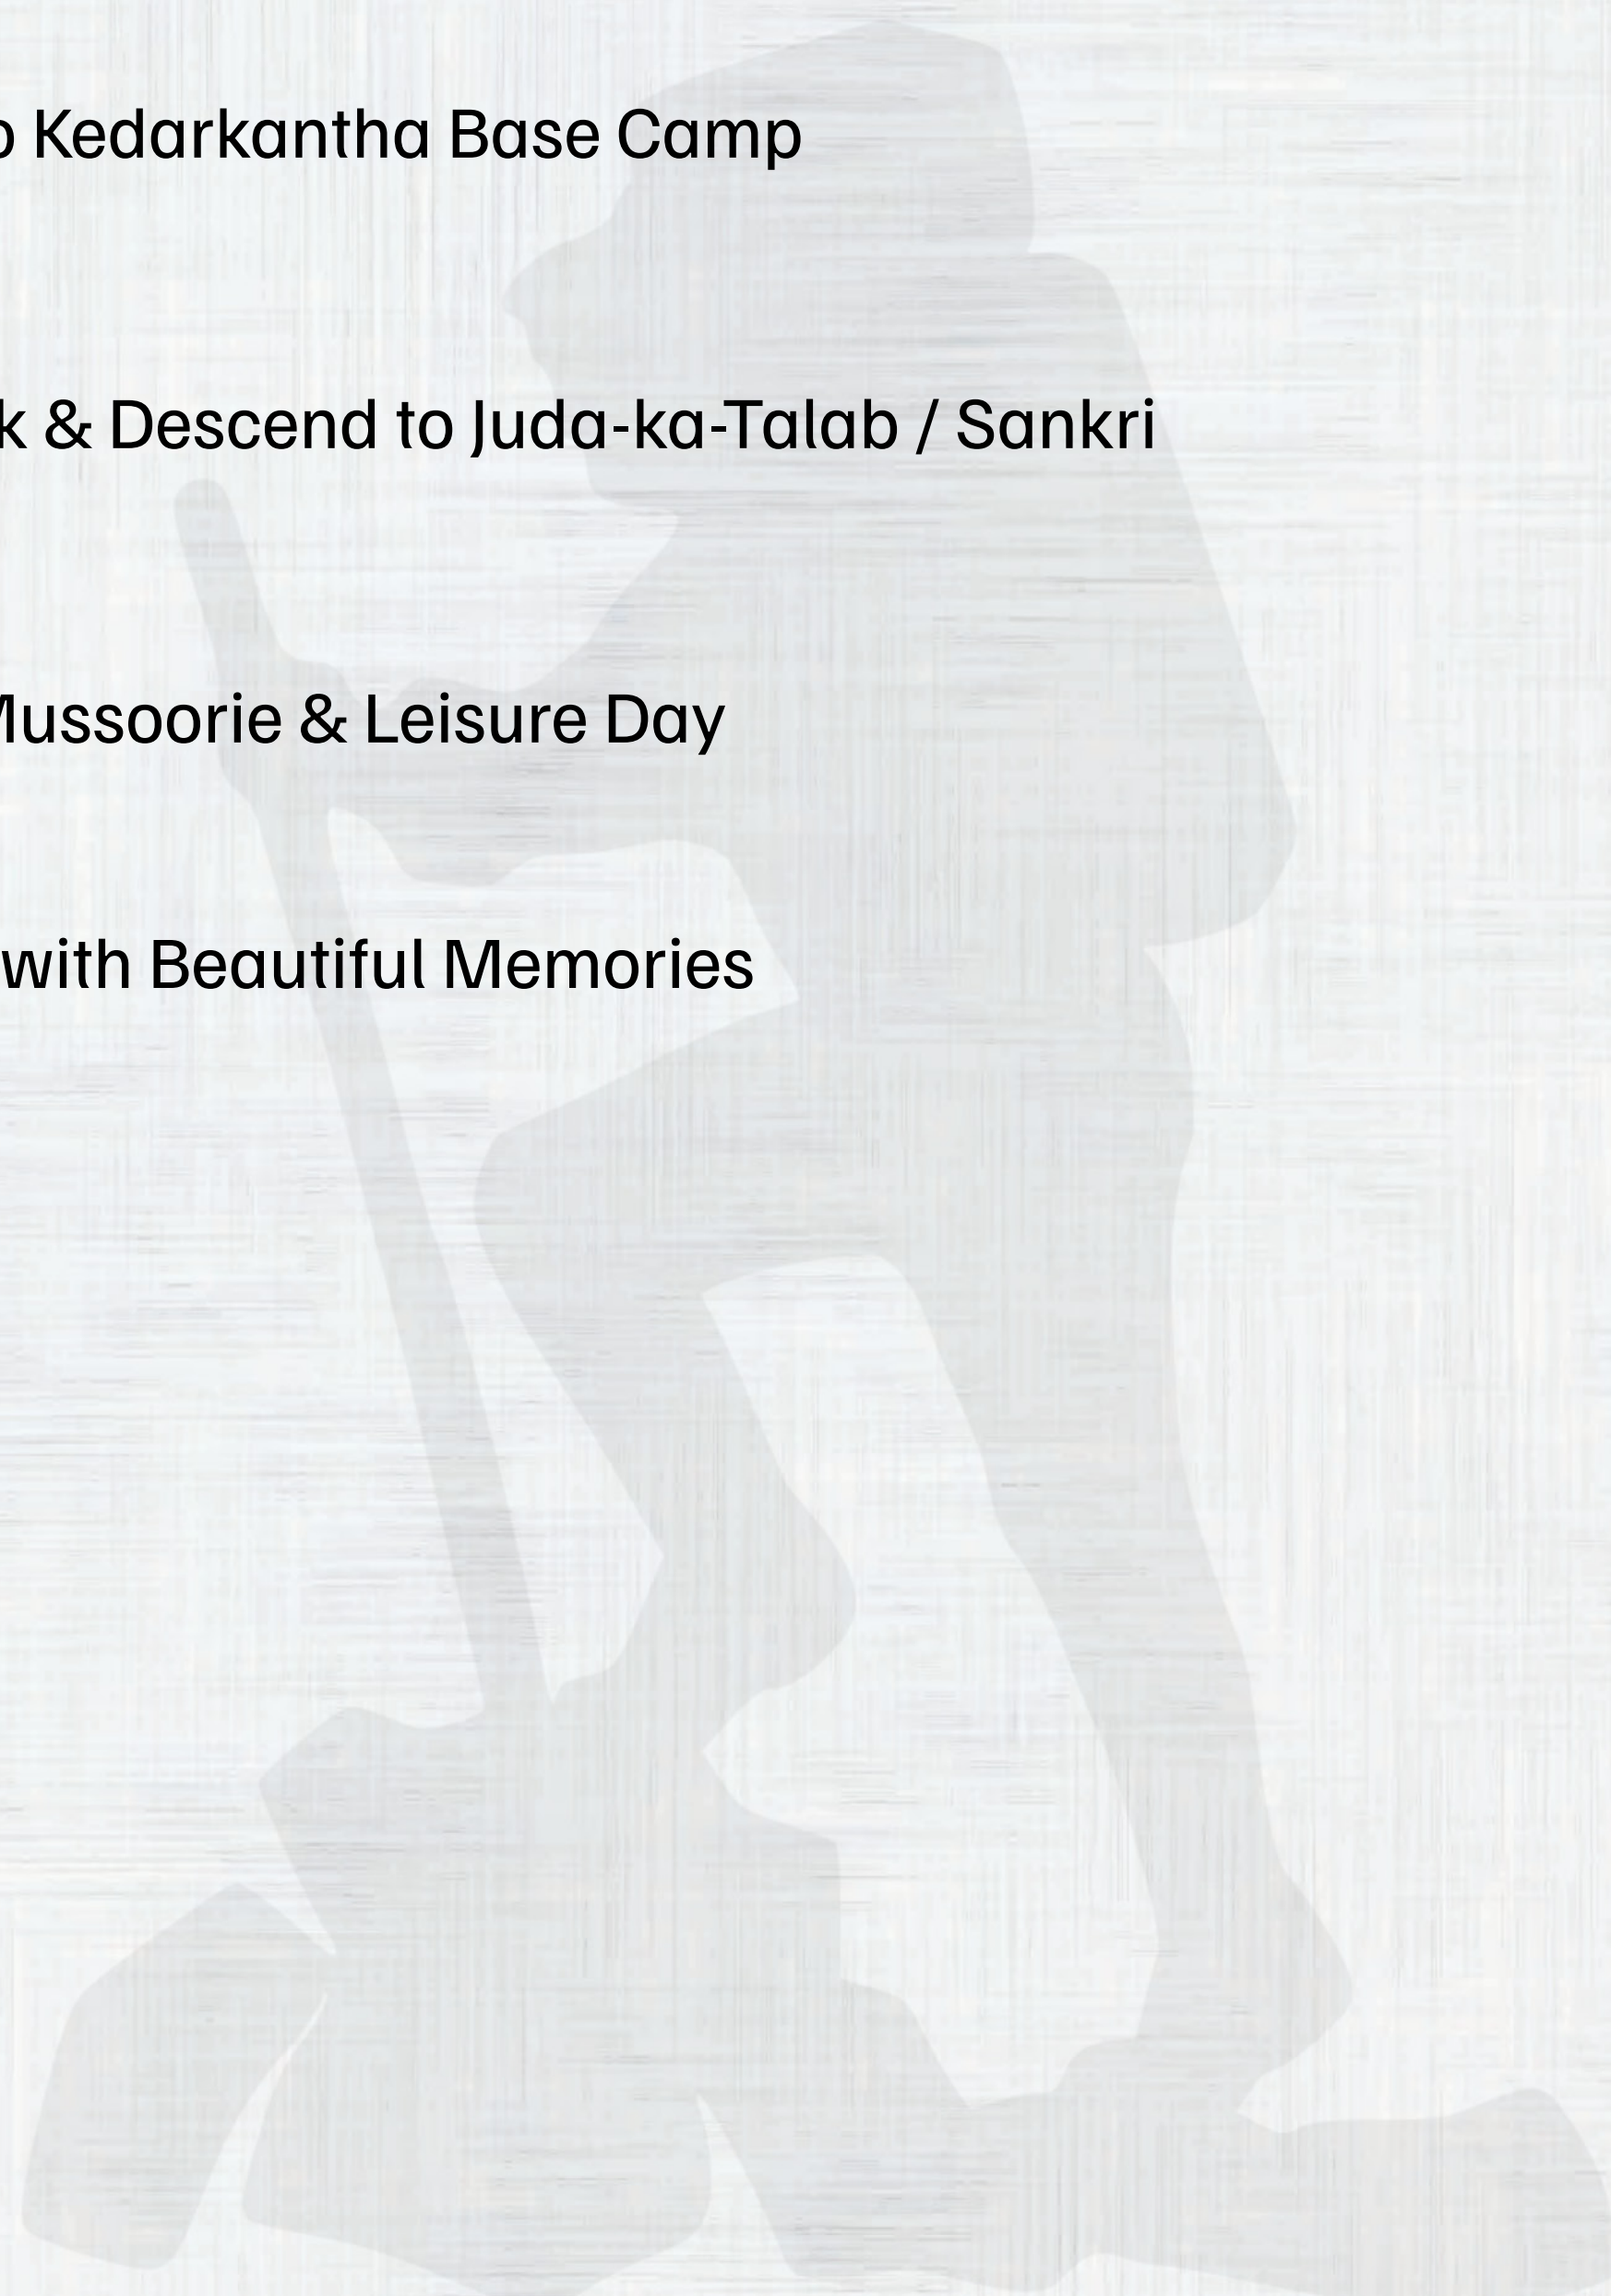 Kedarkantha Base Camp
k & Descend to Juda-ka-Talab / Sankri
Mussoorie & Leisure Day
with Beautiful Memories